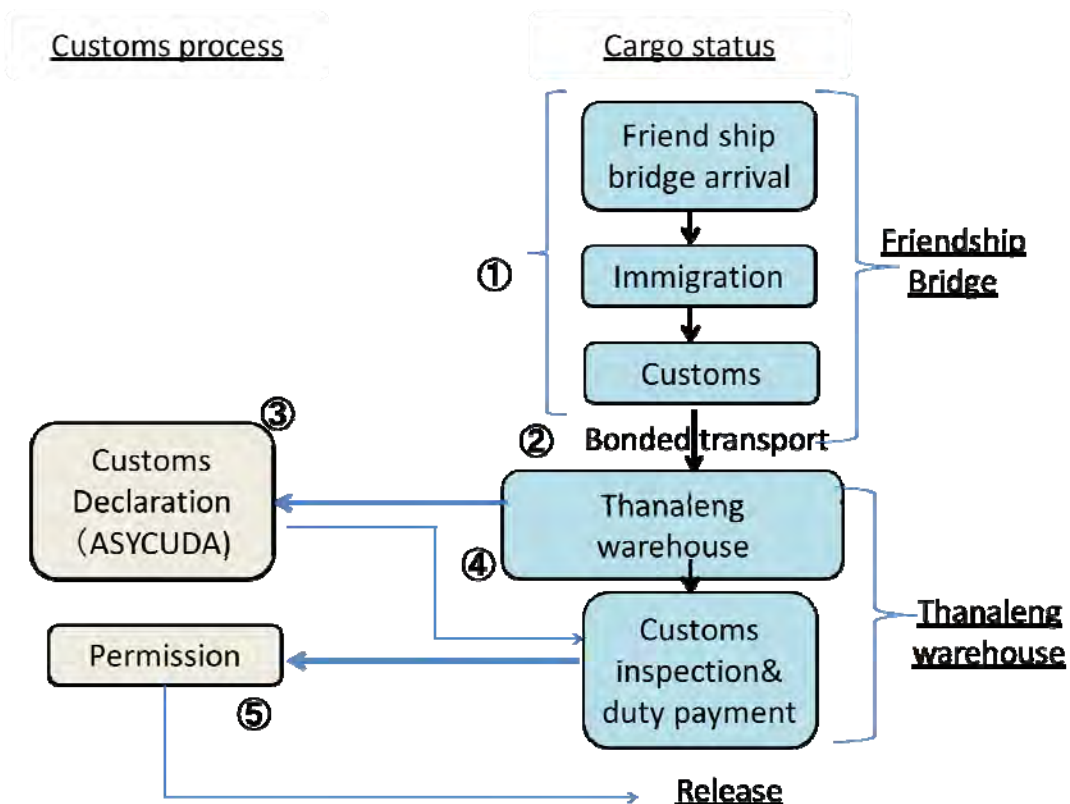 Customs process
Cargo status
Friend ship
bridge arrival
Friendship
Bridge
①
Immigration
Customs
③
② Bonded transport
Customs
Declaration
（ASYCUDA)
Thanaleng
warehouse
④
Customs
inspection&
duty payment
Thanaleng
warehouse
Permission
⑤
Release